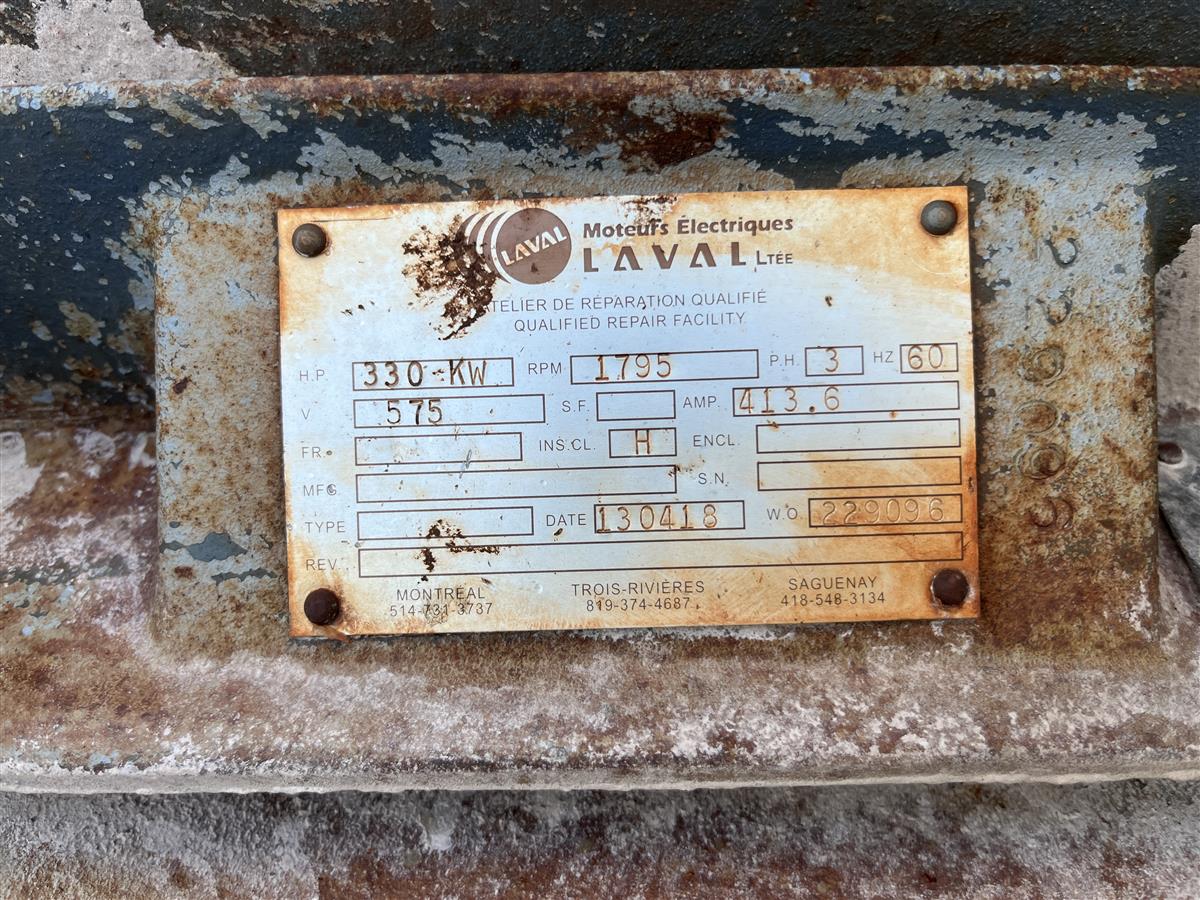 LAVAL
Moteurs Électriques
LAVAL LTÉE
TELIER DE RÉPARATION QUALIFIÉ
QUALIFIED REPAIR FACILITY
H.P. 330-KW RPM 1795 P.H. 3 HZ 60
V 575 S.F. AMP. 413.6
FR. INS.CL. H ENCL.
MFG. S.N.
TYPE DATE 130418 W.O. 229096
REV.
MONTRÉAL TROIS-RIVIÈRES SAGUENAY
514-731-3737 819-374-4687 418-548-3134